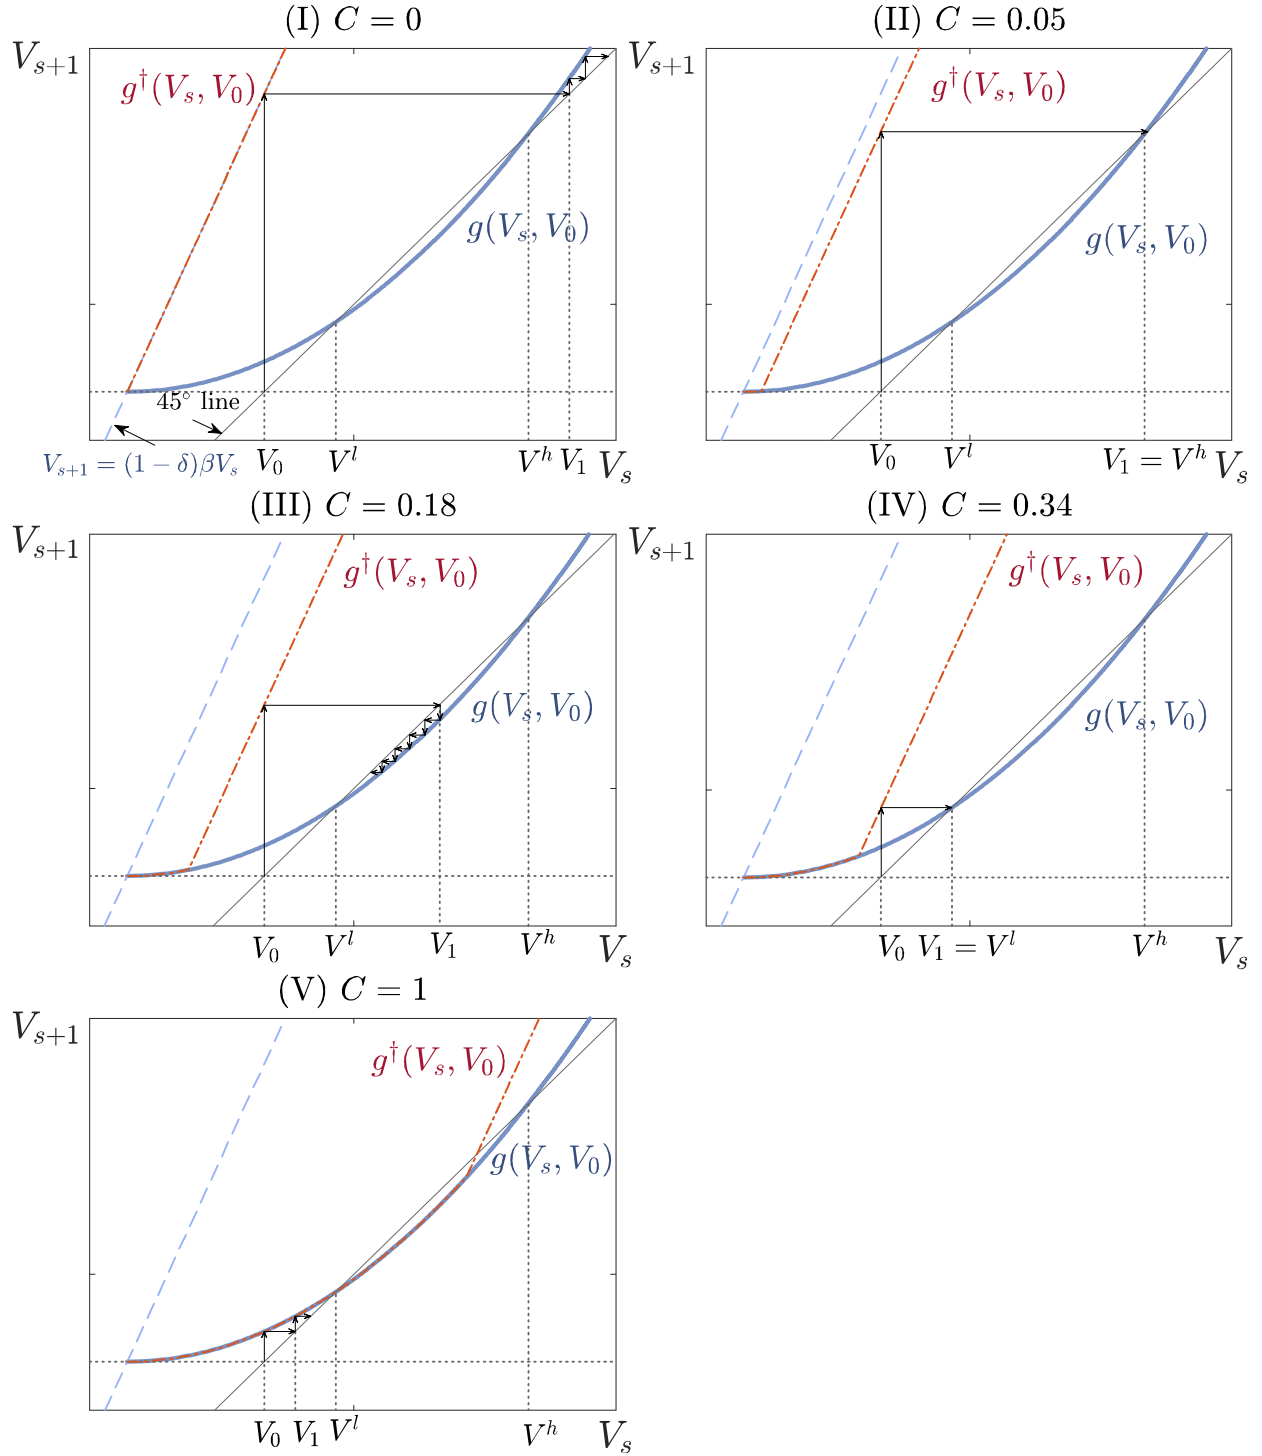 (I) C = 0
V_{s+1}
g†(V_s, V_0)
g(V_s, V_0)
45° line
V_{s+1} = (1 − δ)βV_s
V_0 V^l V^h V_1 V_s
(II) C = 0.05
V_{s+1}
g†(V_s, V_0)
g(V_s, V_0)
V_0 V^l V_1 = V^h V_s
(III) C = 0.18
V_{s+1}
g†(V_s, V_0)
g(V_s, V_0)
V_0 V^l V_1 V^h V_s
(IV) C = 0.34
V_{s+1}
g†(V_s, V_0)
g(V_s, V_0)
V_0 V_1 = V^l V^h V_s
(V) C = 1
V_{s+1}
g†(V_s, V_0)
g(V_s, V_0)
V_0 V_1 V^l V^h V_s